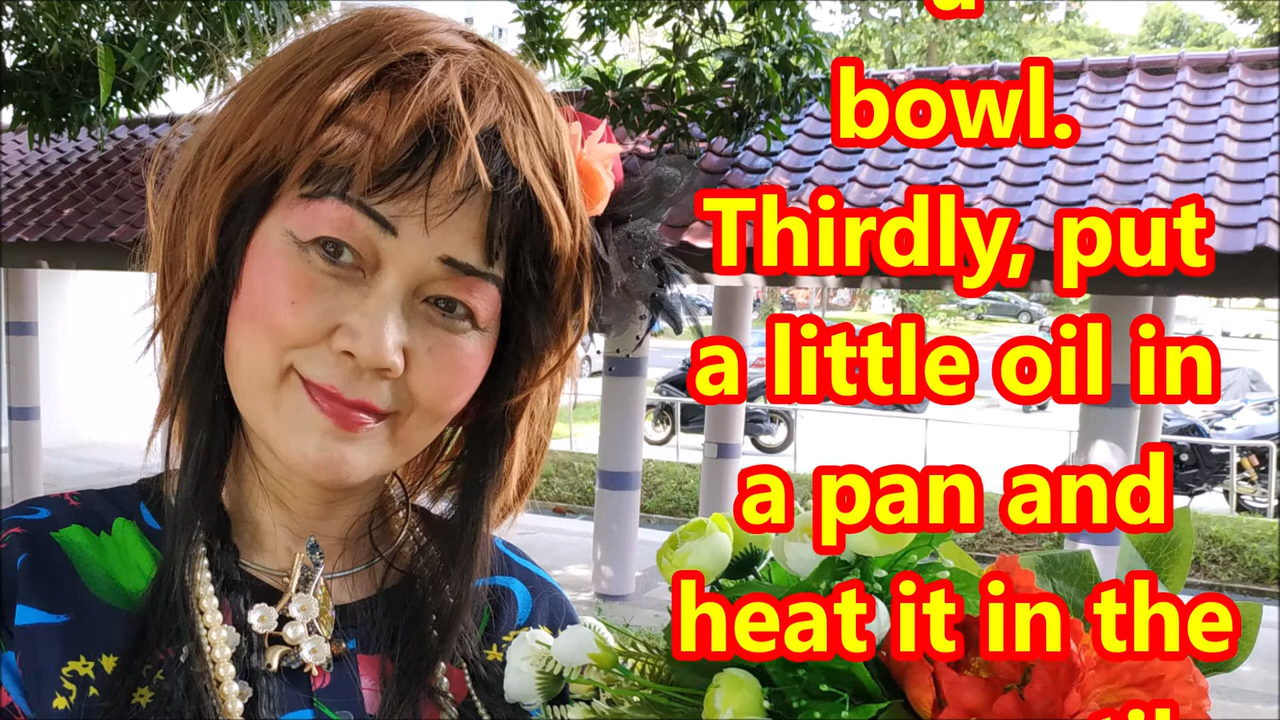 bowl.
Thirdly, put
a little oil in
a pan and
heat it in the